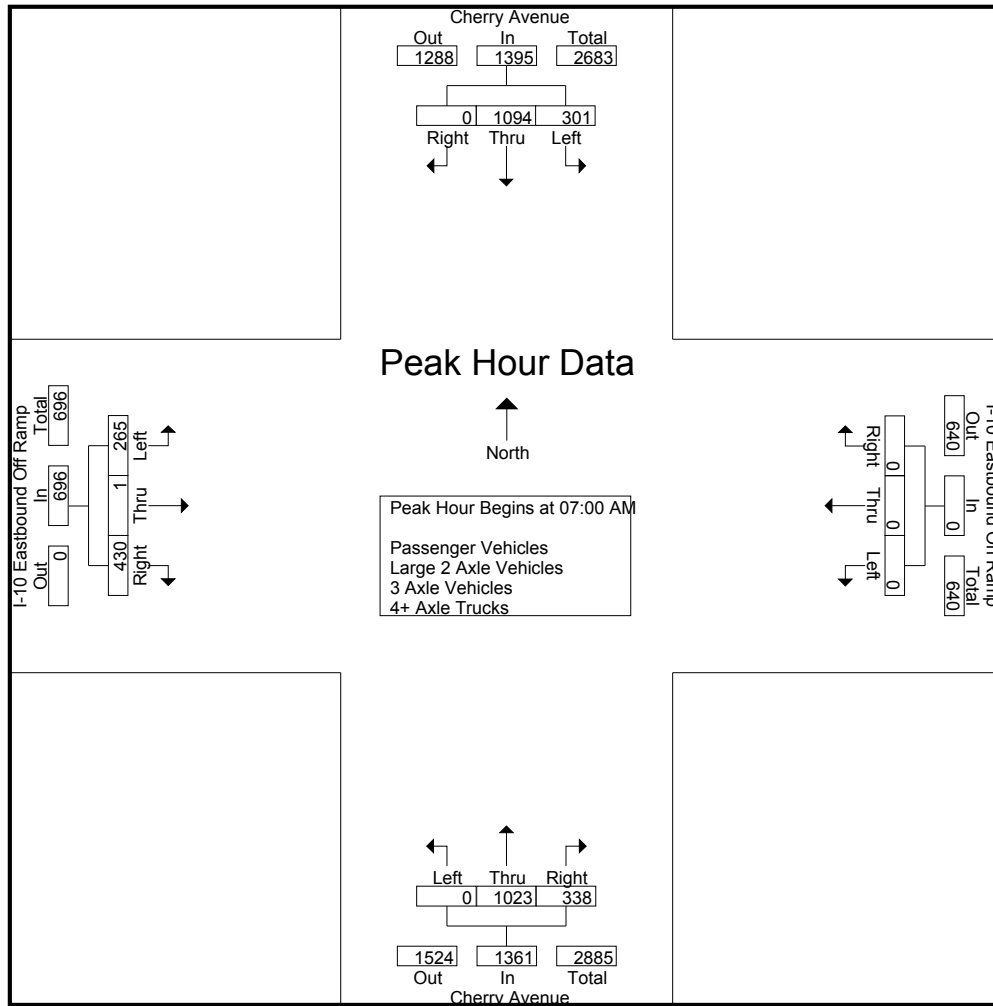 Cherry Avenue
Out In Total
1288 1395 2683
0 1094 301
Right Thru Left
Peak Hour Data
North
Peak Hour Begins at 07:00 AM
Passenger Vehicles
Large 2 Axle Vehicles
3 Axle Vehicles
4+ Axle Trucks
I-10 Eastbound Off Ramp
Out In Total
0 696 696
265 1 430
Left Thru Right
I-10 Eastbound Off Ramp
Out In Total
640 0 640
0 0 0
Right Thru Left
Left Thru Right
0 1023 338
1524 1361 2885
Out In Total
Cherry Avenue